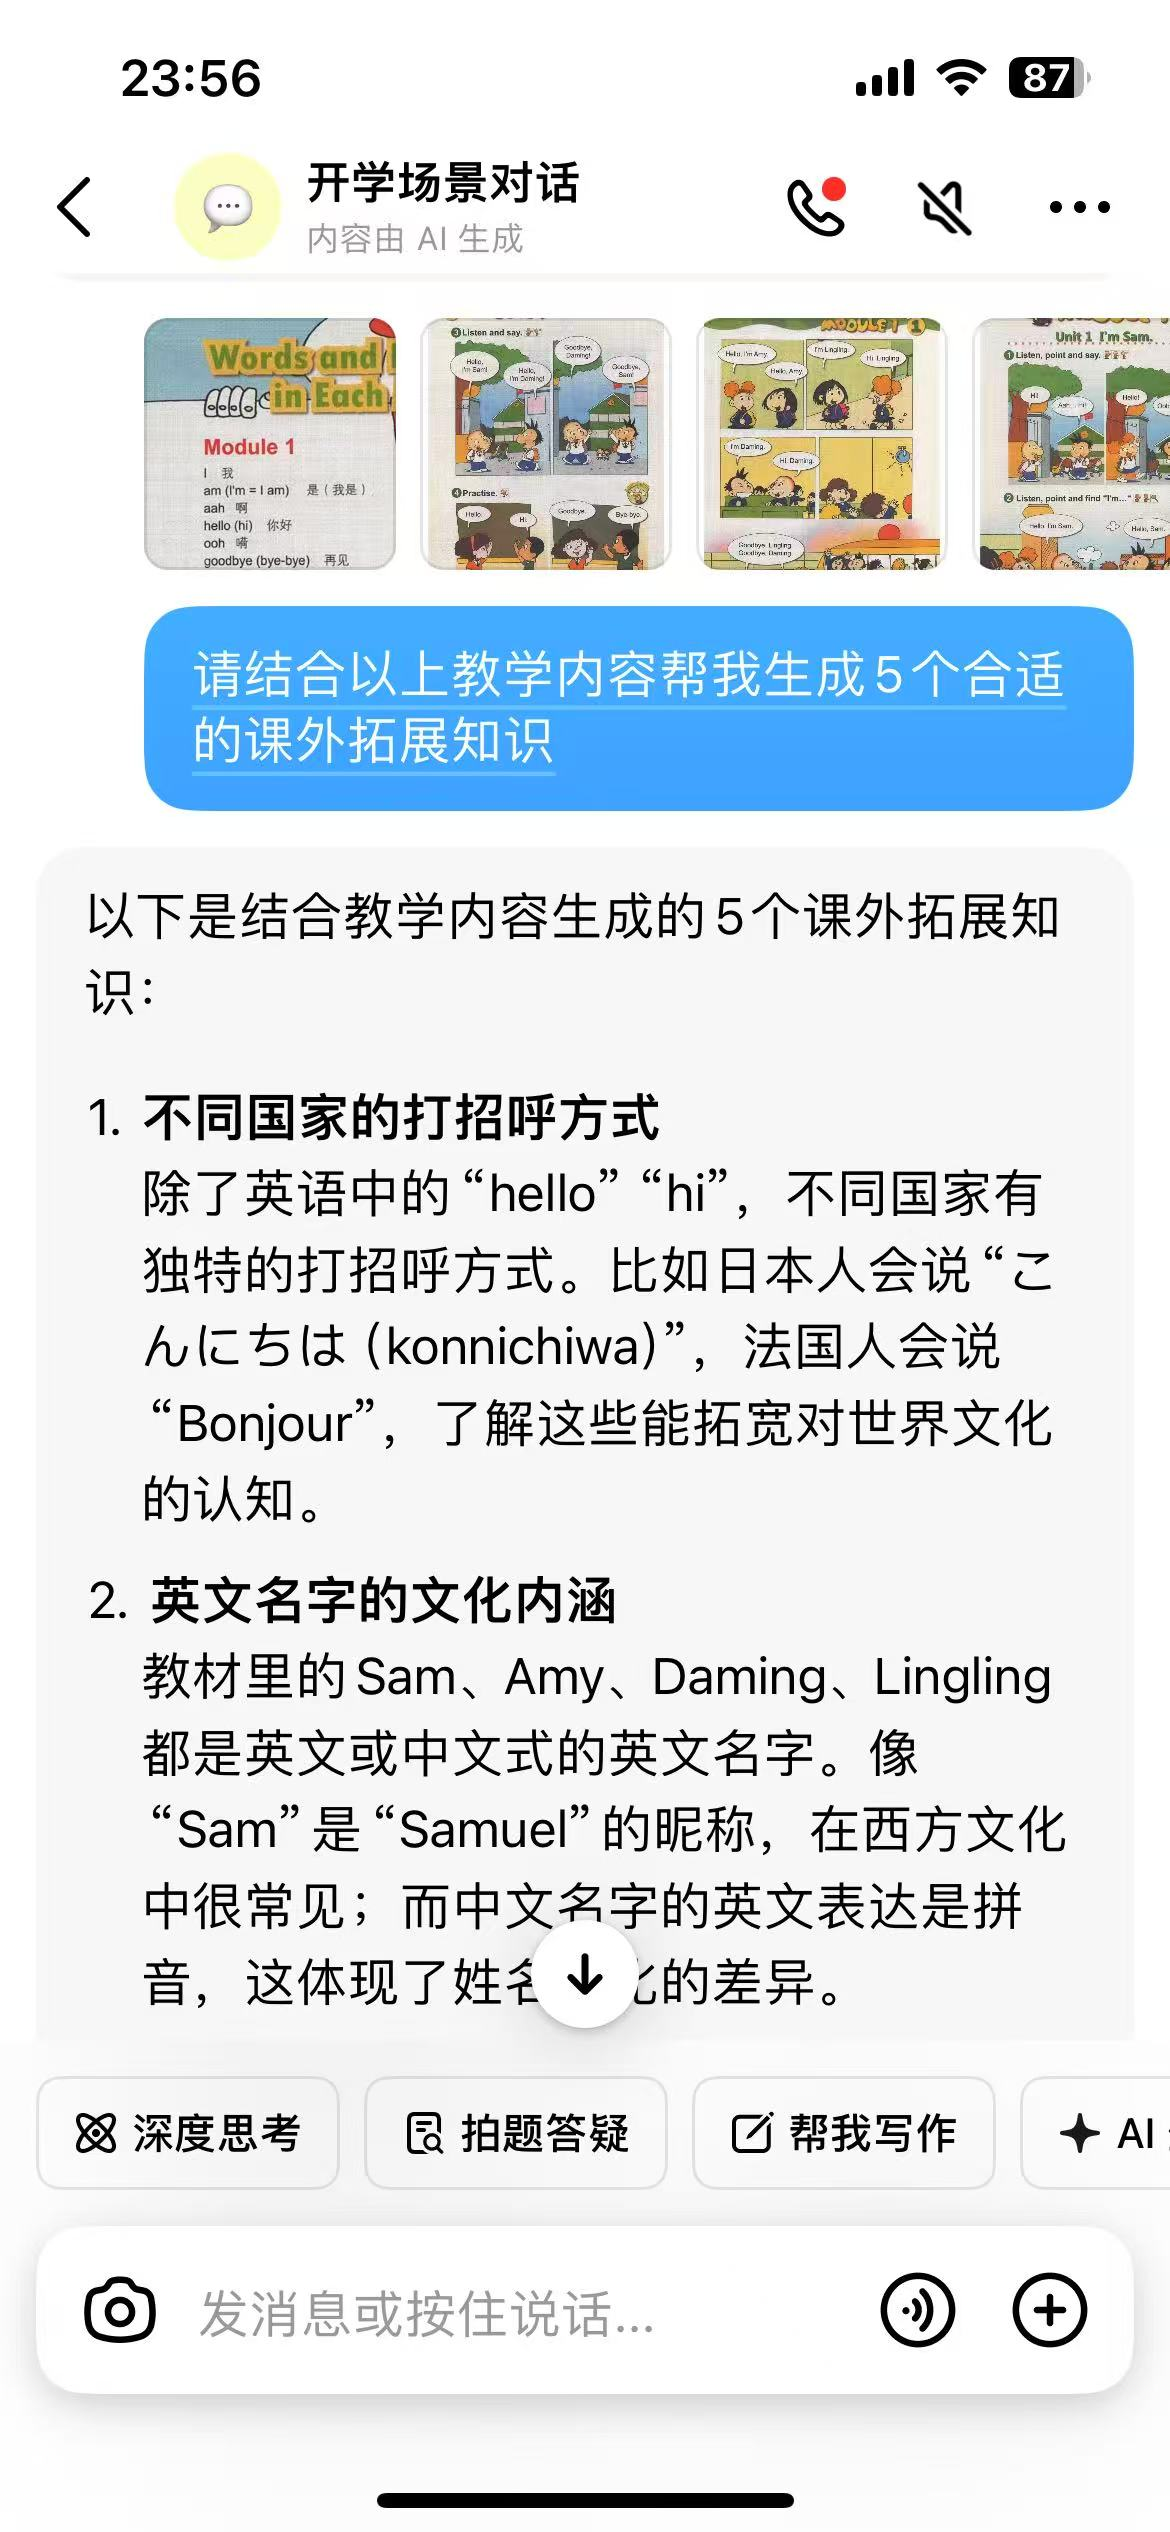 23:56
87
开学场景对话
内容由 AI 生成
Words and
in Each
Module 1
I 我
am (I'm = I am) 是（我是）
aah 啊
hello (hi) 你好
ooh 嗬
goodbye (bye-bye) 再见
3 Listen and say.
Hello, I'm Sam!
Hello, I'm Daming!
Goodbye, Daming!
Goodbye, Sam!
4 Practise.
Hello.
Hi.
Goodbye.
Bye-bye.
MODULE 1 1
Hello, I'm Amy.
Hello, Amy.
I'm Lingling.
Hi, Lingling.
I'm Daming.
Hi, Daming.
Goodbye, Lingling.
Goodbye, Daming.
Unit 1 I'm Sam.
1 Listen, point and say.
Hi!
Hello!
2 Listen, point and find "I'm..."
Hello, I'm Sam.
Hello, Sam.
请结合以上教学内容帮我生成5个合适
的课外拓展知识
以下是结合教学内容生成的5个课外拓展知
识：
1. 不同国家的打招呼方式
除了英语中的“hello”“hi”，不同国家有
独特的打招呼方式。比如日本人会说“こ
んにちは（konnichiwa）”，法国人会说
“Bonjour”，了解这些能拓宽对世界文化
的认知。
2. 英文名字的文化内涵
教材里的Sam、Amy、Daming、Lingling
都是英文或中文式的英文名字。像
“Sam”是“Samuel”的昵称，在西方文化
中很常见；而中文名字的英文表达是拼
音，这体现了姓名的差异。
深度思考
拍题答疑
帮我写作
AI
发消息或按住说话...